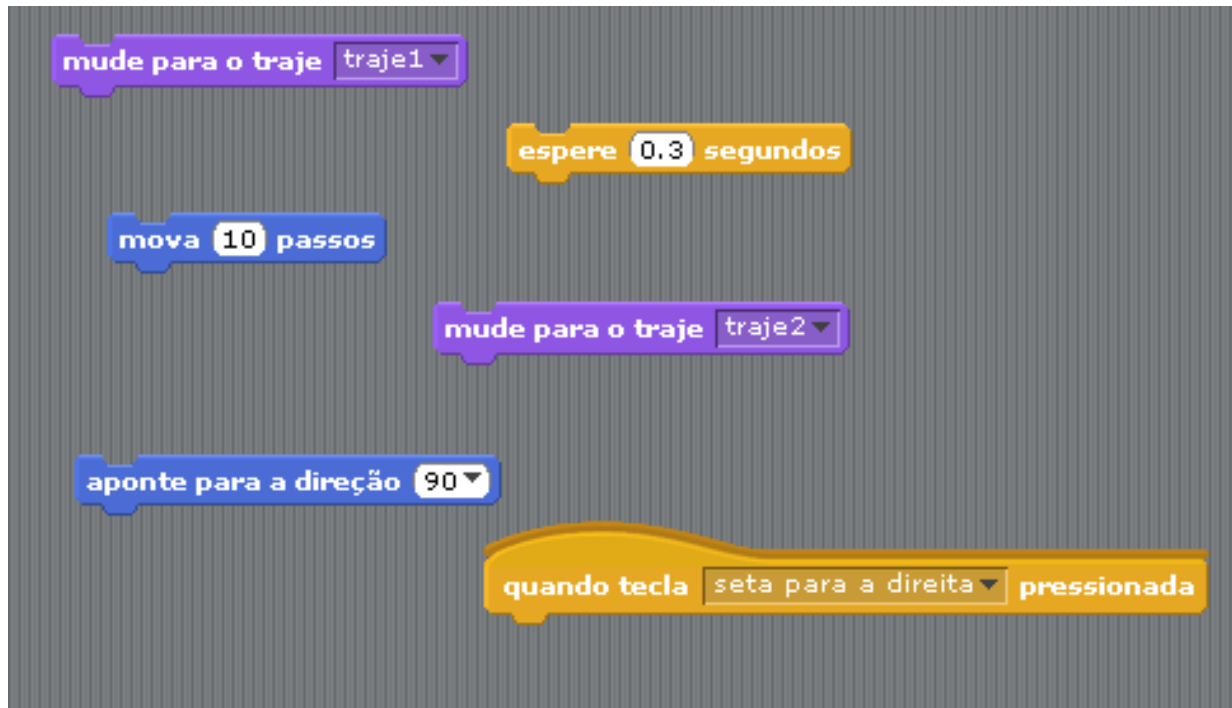 mude para o traje traje1
espere 0.3 segundos
mova 10 passos
mude para o traje traje2
aponte para a direção 90
quando tecla seta para a direita pressionada